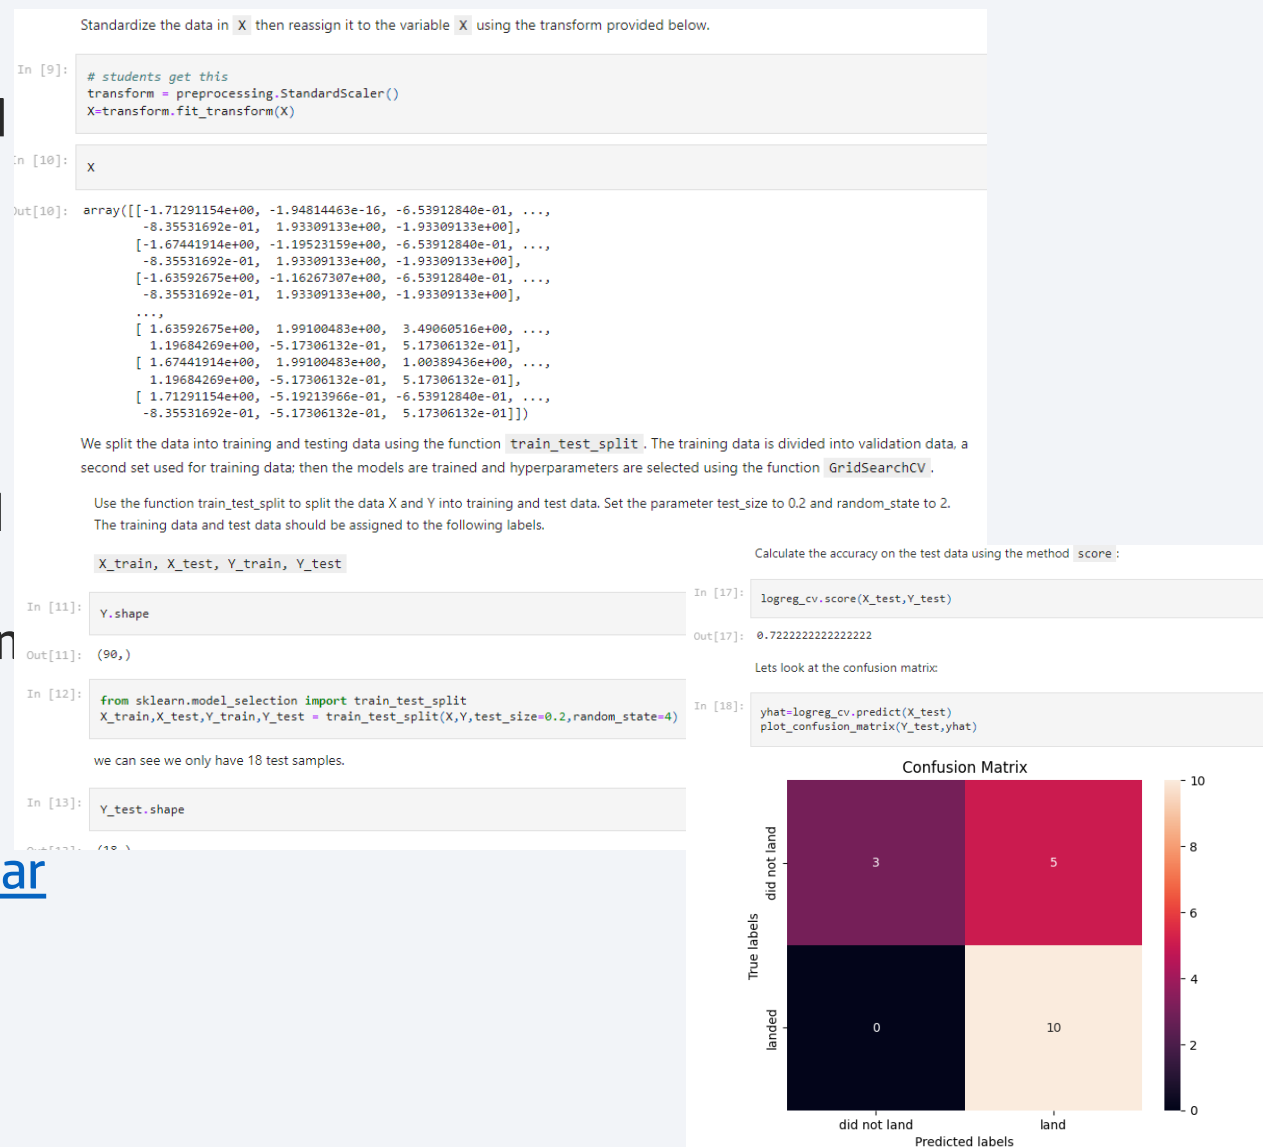 Standardize the data in X then reassign it to the variable X using the transform provided below.
In [9]:
# students get this
transform = preprocessing.StandardScaler()
X=transform.fit_transform(X)
In [10]:
X
Out[10]:
array([[-1.71291154e+00, -1.94814463e-16, -6.53912840e-01, ...,
-8.35531692e-01, 1.93309133e+00, -1.93309133e+00],
[-1.67441914e+00, -1.19523159e+00, -6.53912840e-01, ...,
-8.35531692e-01, 1.93309133e+00, -1.93309133e+00],
[-1.63592675e+00, -1.16267307e+00, -6.53912840e-01, ...,
-8.35531692e-01, 1.93309133e+00, -1.93309133e+00],
...,
[ 1.63592675e+00, 1.99100483e+00, 3.49060516e+00, ...,
1.19684269e+00, -5.17306132e-01, 5.17306132e-01],
[ 1.67441914e+00, 1.99100483e+00, 1.00389436e+00, ...,
1.19684269e+00, -5.17306132e-01, 5.17306132e-01],
[ 1.71291154e+00, -5.19213966e-01, -6.53912840e-01, ...,
-8.35531692e-01, -5.17306132e-01, 5.17306132e-01]])
We split the data into training and testing data using the function train_test_split. The training data is divided into validation data, a
second set used for training data; then the models are trained and hyperparameters are selected using the function GridSearchCV.
Use the function train_test_split to split the data X and Y into training and test data. Set the parameter test_size to 0.2 and random_state to 2.
The training data and test data should be assigned to the following labels.
X_train, X_test, Y_train, Y_test
In [11]:
Y.shape
Out[11]: (90,)
In [12]:
from sklearn.model_selection import train_test_split
X_train,X_test,Y_train,Y_test = train_test_split(X,Y,test_size=0.2,random_state=4)
we can see we only have 18 test samples.
In [13]:
Y_test.shape
ar
Calculate the accuracy on the test data using the method score:
In [17]:
logreg_cv.score(X_test,Y_test)
Out[17]: 0.7222222222222222
Lets look at the confusion matrix:
In [18]:
yhat=logreg_cv.predict(X_test)
plot_confusion_matrix(Y_test,yhat)
Confusion Matrix
True labels
did not land
3
5
landed
0
10
did not land
land
Predicted labels
10
8
6
4
2
0